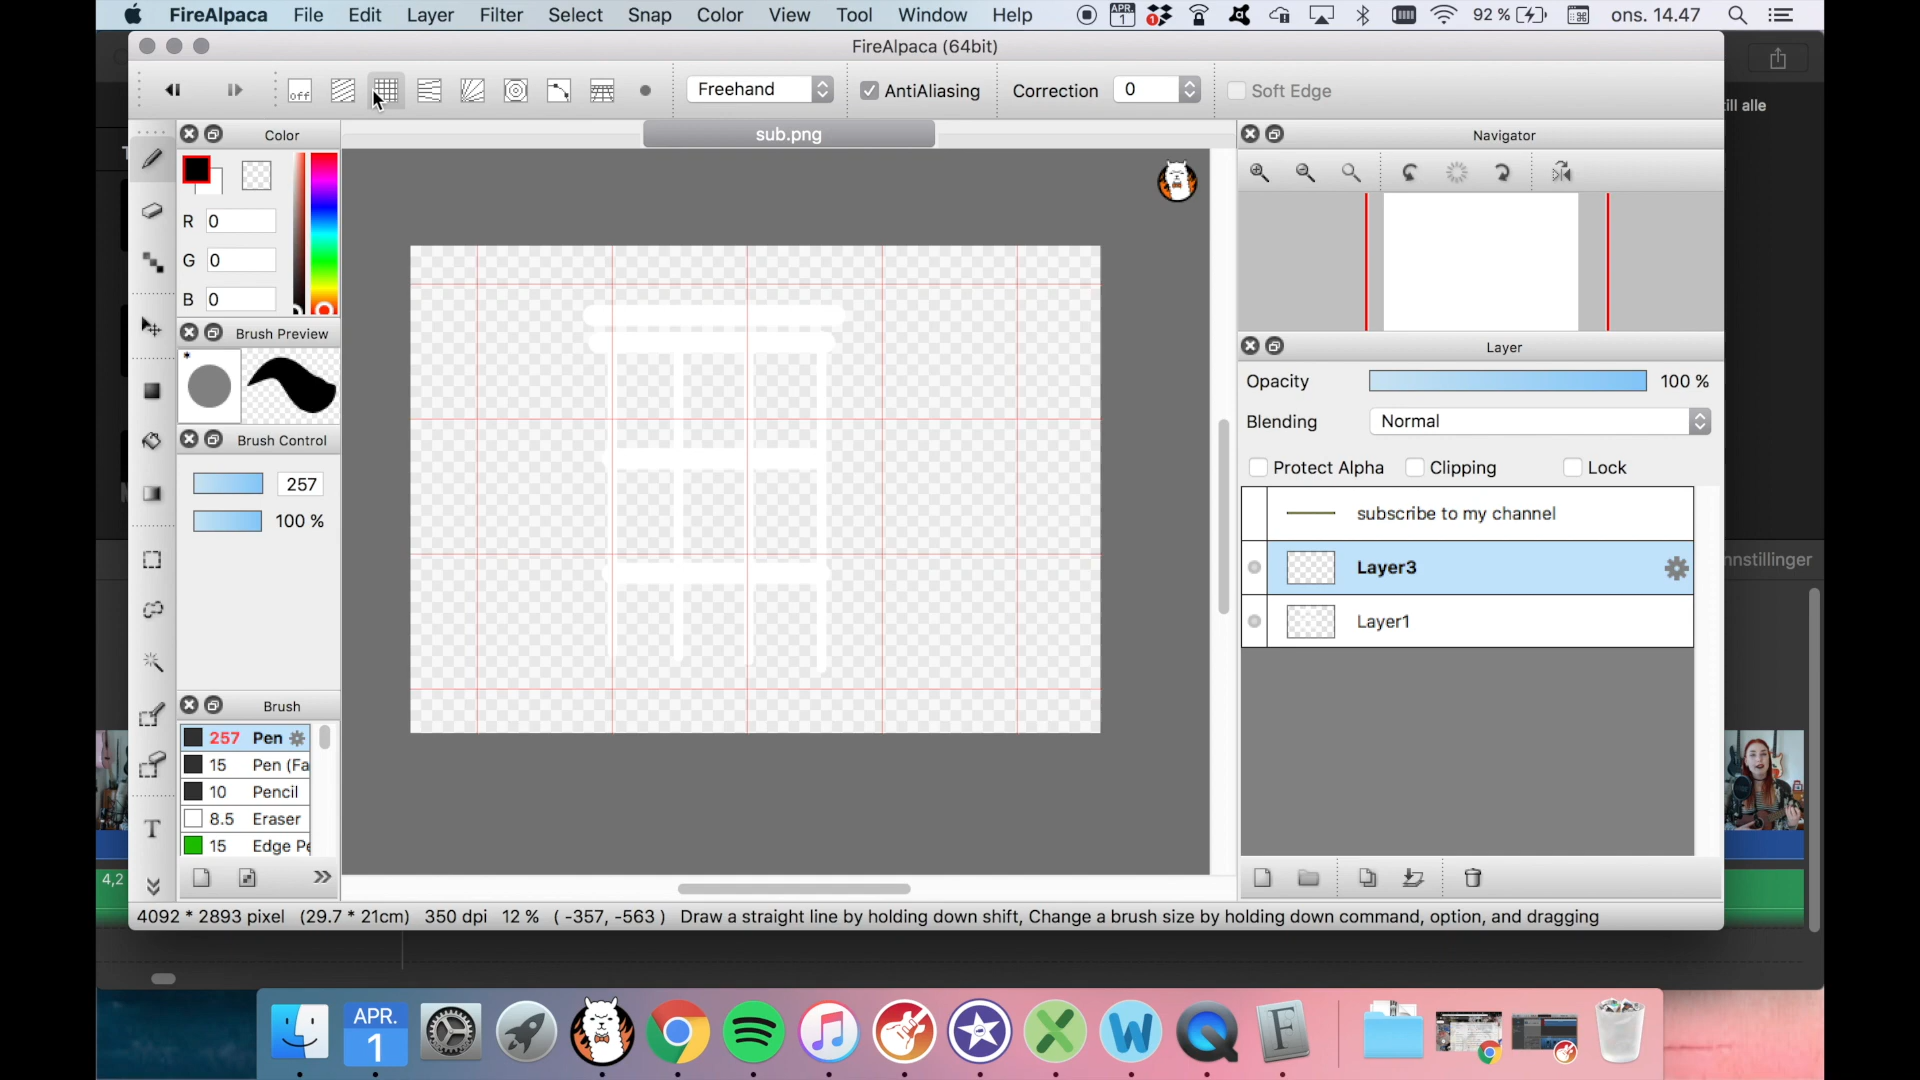 FireAlpaca File Edit Layer Filter Select Snap Color View Tool Window Help APR. 1 1 92 % ons. 14.47
FireAlpaca (64bit)
off Freehand AntiAliasing Correction 0 Soft Edge
ill alle
Color
sub.png
Navigator
R 0
G 0
B 0
Brush Preview
*
Layer
Opacity 100 %
Blending Normal
Brush Control
Protect Alpha Clipping Lock
257
100 %
subscribe to my channel
Layer3
nnstillinger
Layer1
Brush
257 Pen
15 Pen (Fa
10 Pencil
8.5 Eraser
15 Edge Pe
T
4,2
4092 * 2893 pixel (29.7 * 21cm) 350 dpi 12 % ( -357, -563 ) Draw a straight line by holding down shift, Change a brush size by holding down command, option, and dragging
APR.
1
X
W
F